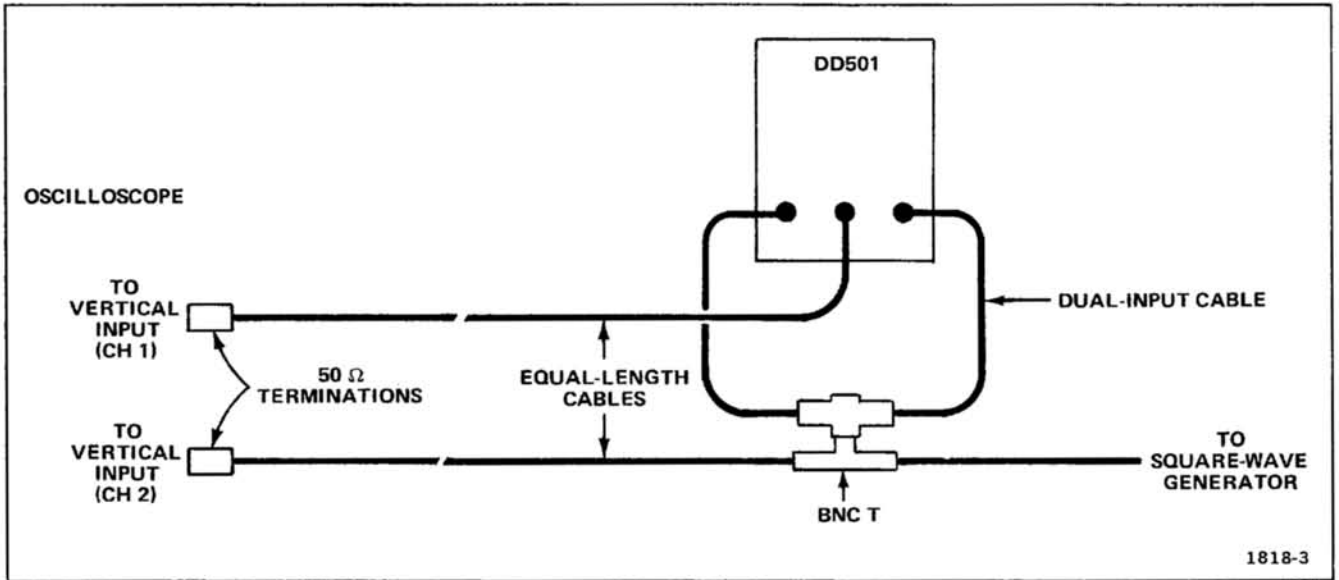 DD501
OSCILLOSCOPE
TO
VERTICAL
INPUT
(CH 1)
50 Ω
TERMINATIONS
EQUAL-LENGTH
CABLES
DUAL-INPUT CABLE
TO
VERTICAL
INPUT
(CH 2)
TO
SQUARE-WAVE
GENERATOR
BNC T
1818-3